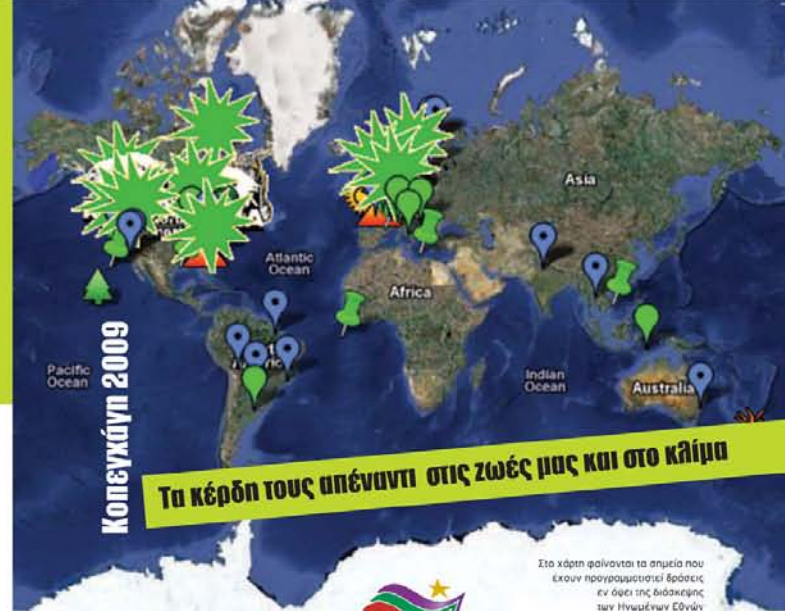 Asia
Atlantic
Ocean
Africa
Pacific
Ocean
Indian
Ocean
Australia
Κοπεγχάγη 2009
Τα κέρδη τους απέναντι στις ζωές μας και στο κλίμα
Στο χάρτη φαίνονται τα σημεία που
έχουν προγραμματιστεί δράσεις
εν όψει της διάσκεψης
των Ηνωμένων Εθνών